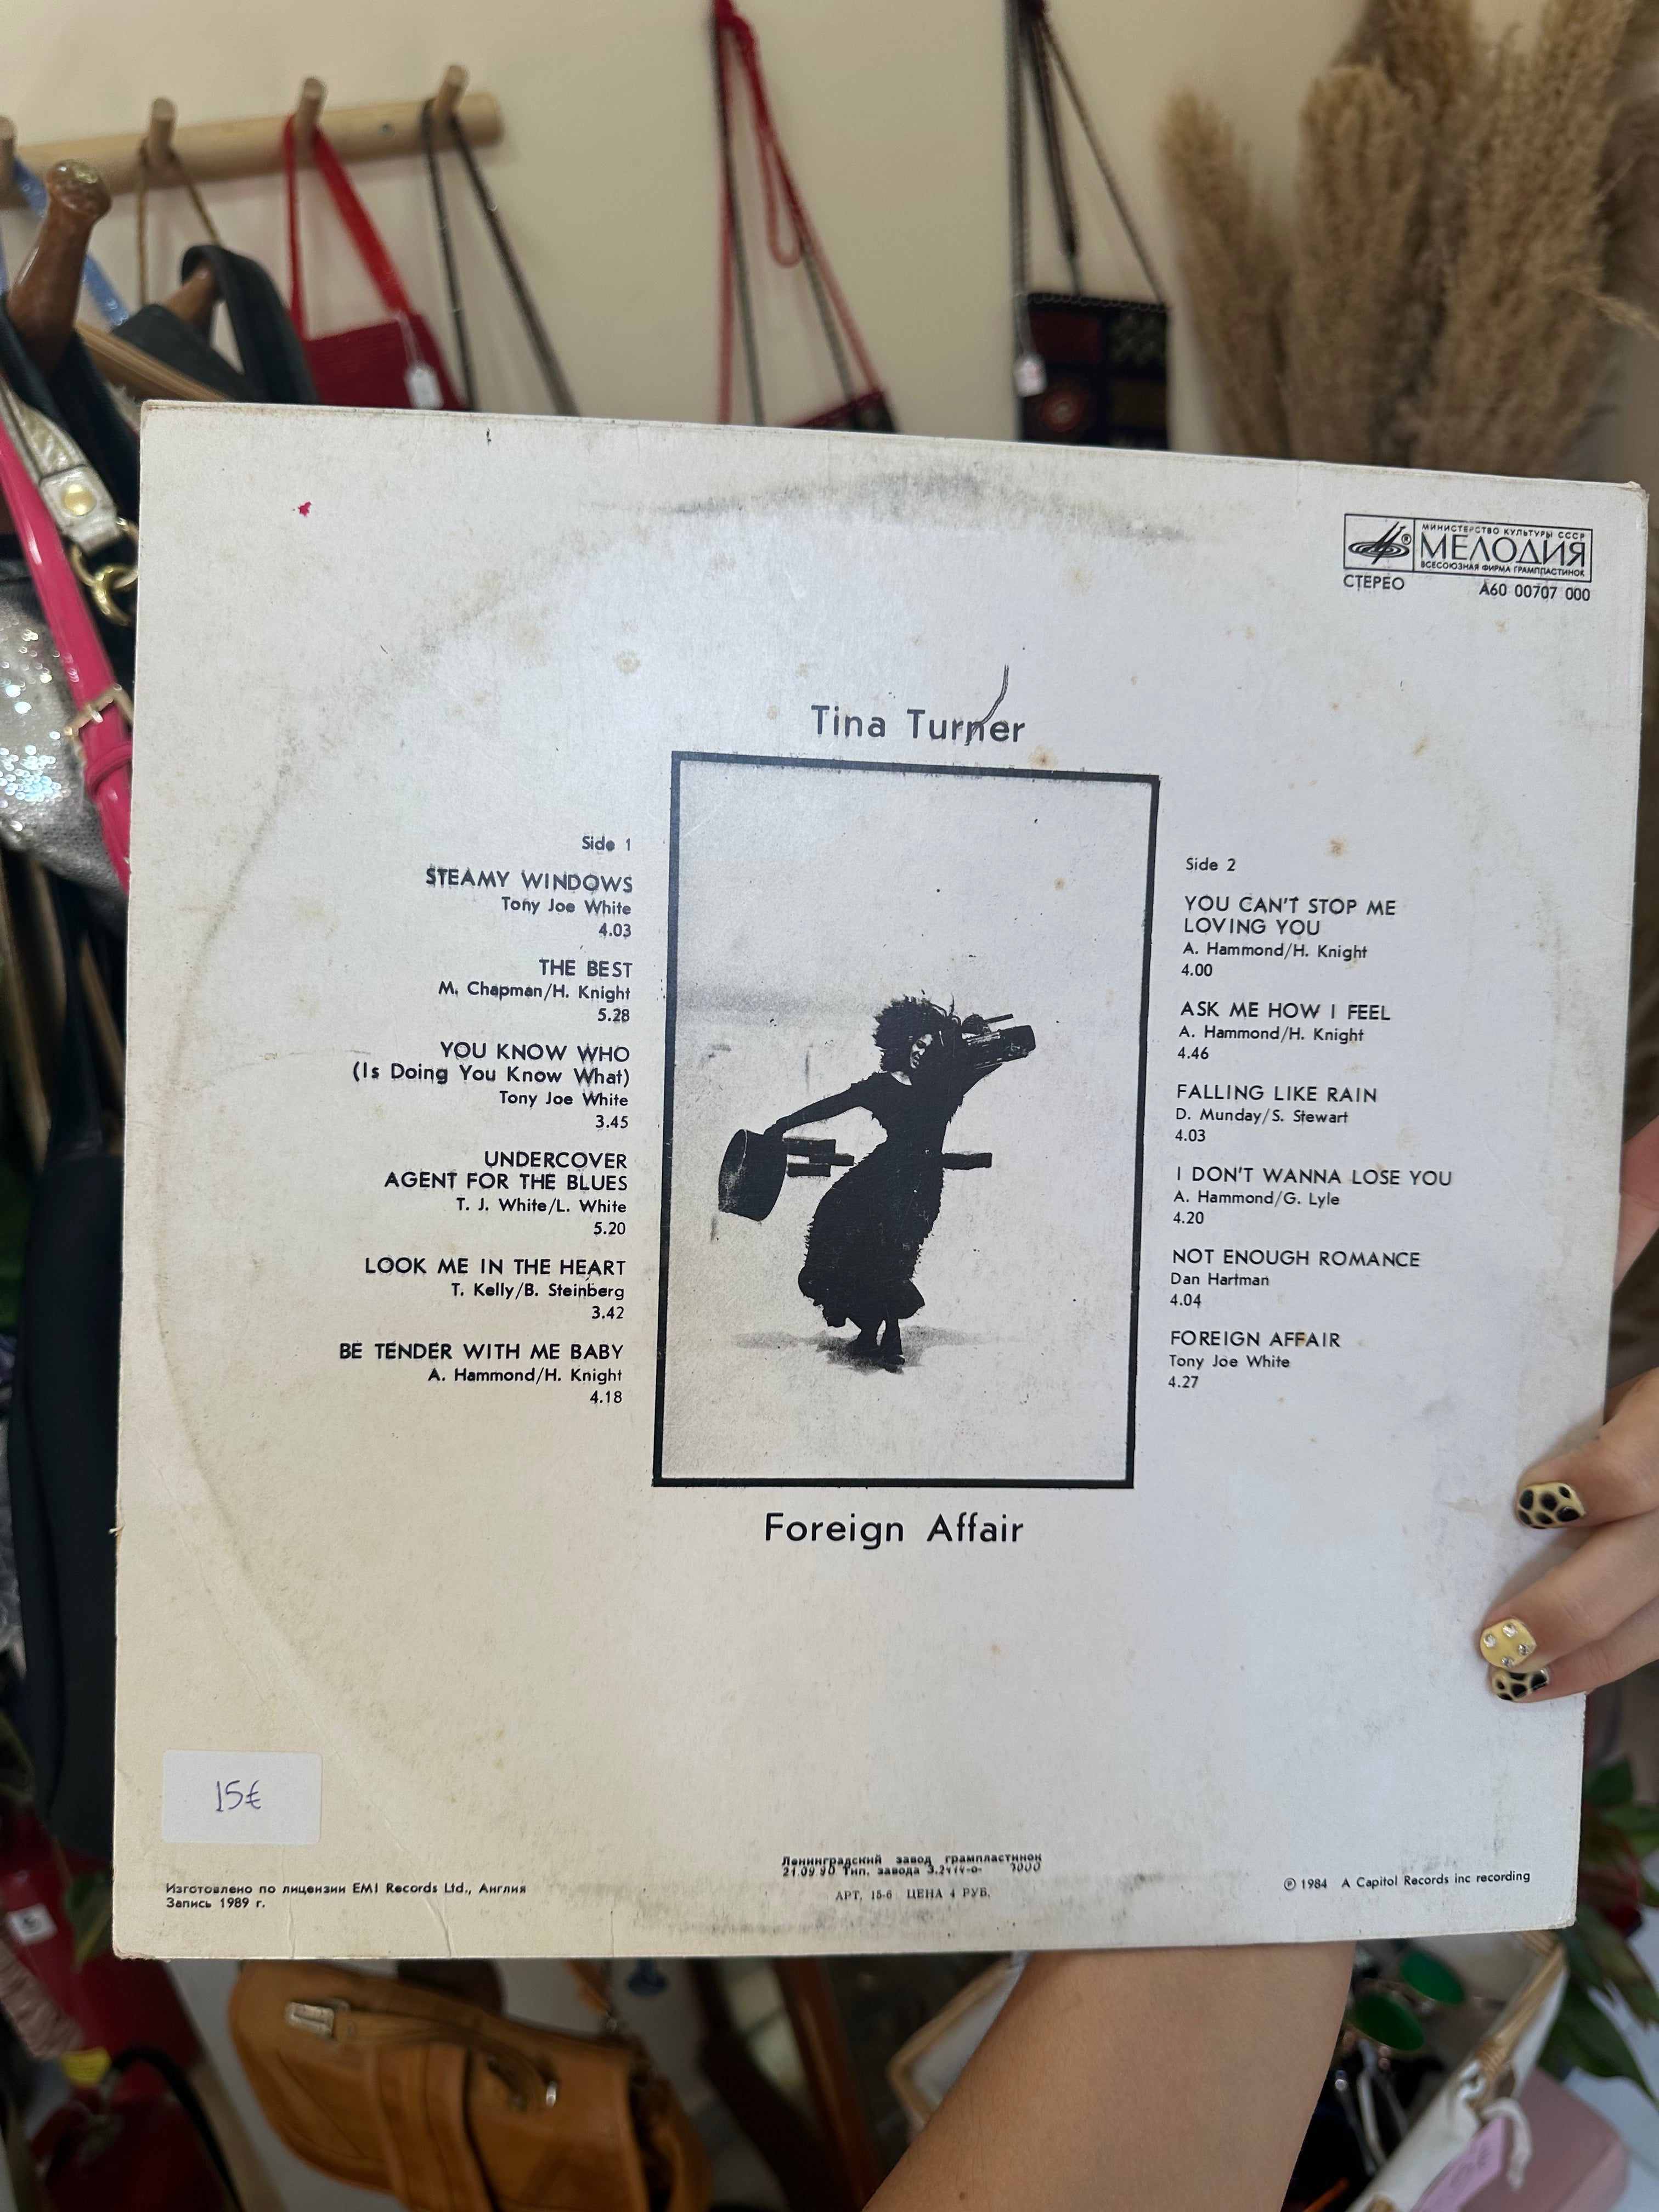 МИНИСТЕРСТВО КУЛЬТУРЫ СССР
МЕЛОДИЯ
ВСЕСОЮЗНАЯ ФИРМА ГРАМПЛАСТИНОК
СТЕРЕО
А60 00707 000
Tina Turner
Side 1
STEAMY WINDOWS
Tony Joe White
4.03
THE BEST
M. Chapman/H. Knight
5.28
YOU KNOW WHO
(Is Doing You Know What)
Tony Joe White
3.45
UNDERCOVER
AGENT FOR THE BLUES
T. J. White/L. White
5.20
LOOK ME IN THE HEART
T. Kelly/B. Steinberg
3.42
BE TENDER WITH ME BABY
A. Hammond/H. Knight
4.18
Side 2
YOU CAN'T STOP ME
LOVING YOU
A. Hammond/H. Knight
4.00
ASK ME HOW I FEEL
A. Hammond/H. Knight
4.46
FALLING LIKE RAIN
D. Munday/S. Stewart
4.03
I DON'T WANNA LOSE YOU
A. Hammond/G. Lyle
4.20
NOT ENOUGH ROMANCE
Dan Hartman
4.04
FOREIGN AFFAIR
Tony Joe White
4.27
Foreign Affair
15€
Изготовлено по лицензии EMI Records Ltd., Англия
Запись 1989 г.
Ленинградский завод грампластинок
21.09 90 Тип. завода
АРТ. 15-6 ЦЕНА 4 РУБ.
℗ 1984 A Capitol Records inc recording